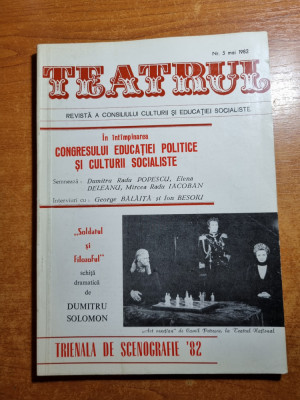 Nr. 5 mai 1982
TEATRUL
REVISTĂ A CONSILIULUI CULTURII ȘI EDUCAȚIEI SOCIALISTE
În întîmpinarea
CONGRESULUI EDUCAȚIEI POLITICE
ȘI CULTURII SOCIALISTE
Semnează: Dumitru Radu POPESCU, Elena
DELEANU, Mircea Radu IACOBAN
Interviuri cu: George BĂLĂIȚĂ și Ion BESOIU
„Soldatul
și
filozoful"
schiță
dramatică
de
DUMITRU
SOLOMON
„Act venețian" de Camil Petrescu, la Teatrul Național
TRIENALA DE SCENOGRAFIE '82